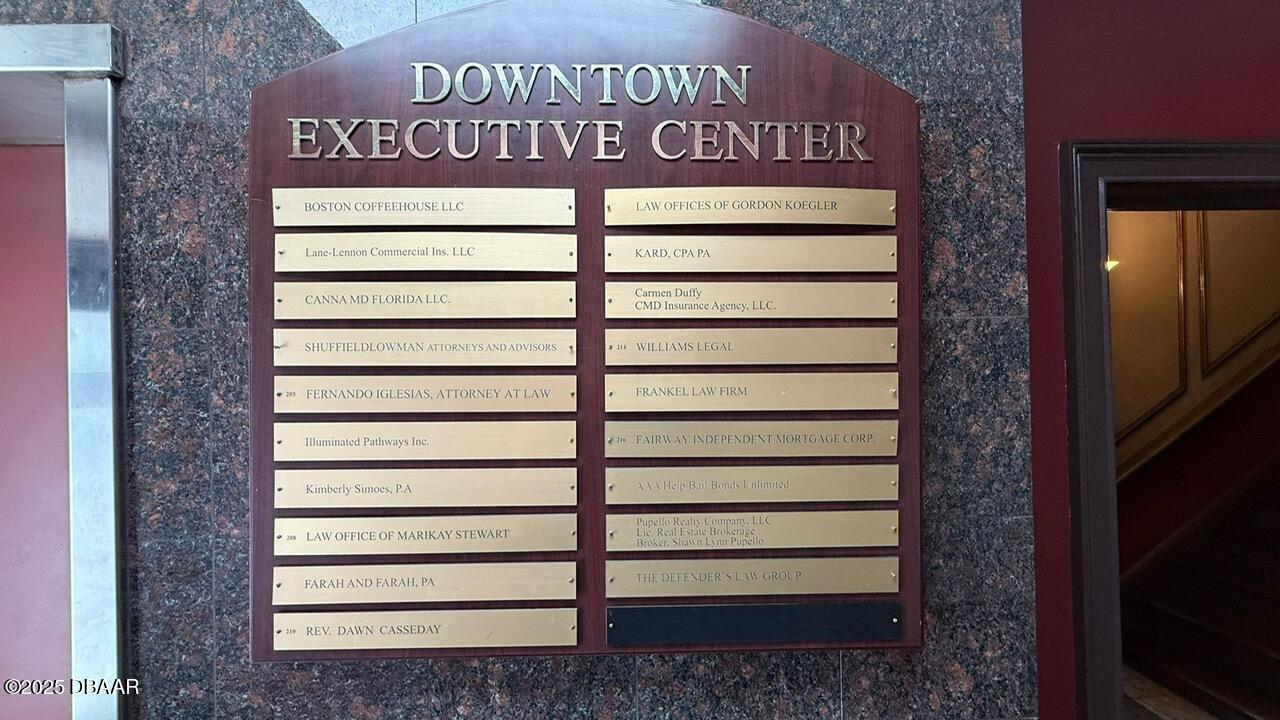 DOWNTOWN
EXECUTIVE CENTER
BOSTON COFFEEHOUSE LLC
Lane-Lennon Commercial Ins. LLC
CANNA MD FLORIDA LLC.
SHUFFIELDLOWMAN ATTORNEYS AND ADVISORS
205 FERNANDO IGLESIAS, ATTORNEY AT LAW
Illuminated Pathways Inc.
Kimberly Simoes, P.A
208 LAW OFFICE OF MARIKAY STEWART
FARAH AND FARAH, PA
210 REV. DAWN CASSEDAY
LAW OFFICES OF GORDON KOEGLER
KARD, CPA PA
Carmen Duffy
CMD Insurance Agency, LLC.
214 WILLIAMS LEGAL
FRANKEL LAW FIRM
216 FAIRWAY INDEPENDENT MORTGAGE CORP.
AAA Help Bail Bonds Unlimited
Pupello Realty Company, LLC
Lic. Real Estate Brokerage
Broker, Shawn Lynn Pupello
THE DEFENDER'S LAW GROUP
©2025 DBAAR